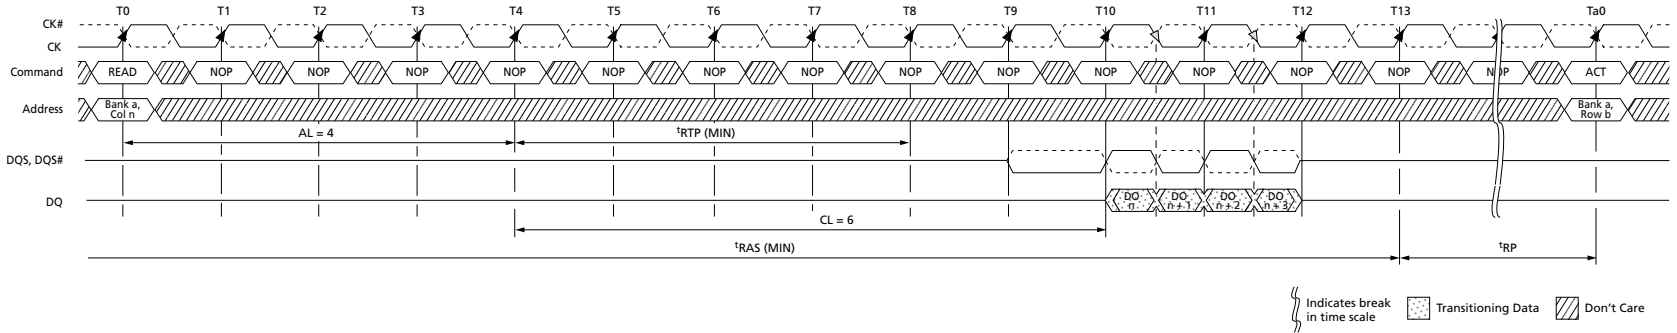 T0 T1 T2 T3 T4 T5 T6 T7 T8 T9 T10 T11 T12 T13 Ta0
CK#
CK
Command READ NOP NOP NOP NOP NOP NOP NOP NOP NOP NOP NOP NOP NOP NOP ACT
Address Bank a, Col n Bank a, Row b
AL = 4 tRTP (MIN)
DQS, DQS#
DQ DO n DO n + 1 DO n + 2 DO n + 3
CL = 6
tRAS (MIN) tRP
Indicates break in time scale Transitioning Data Don't Care